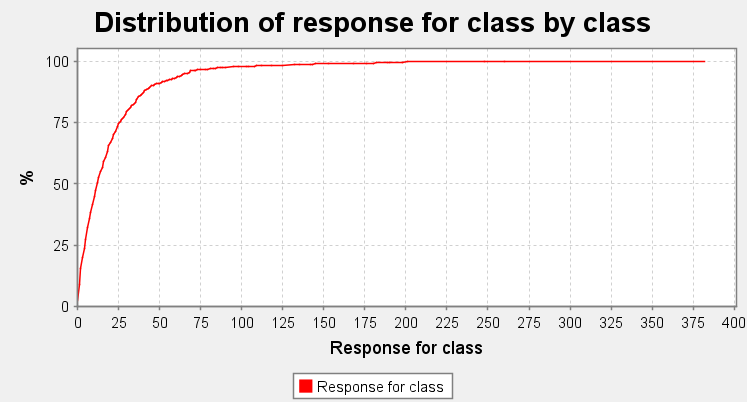 Distribution of response for class by class
%
100
75
50
25
0
0 25 50 75 100 125 150 175 200 225 250 275 300 325 350 375 400
Response for class
Response for class